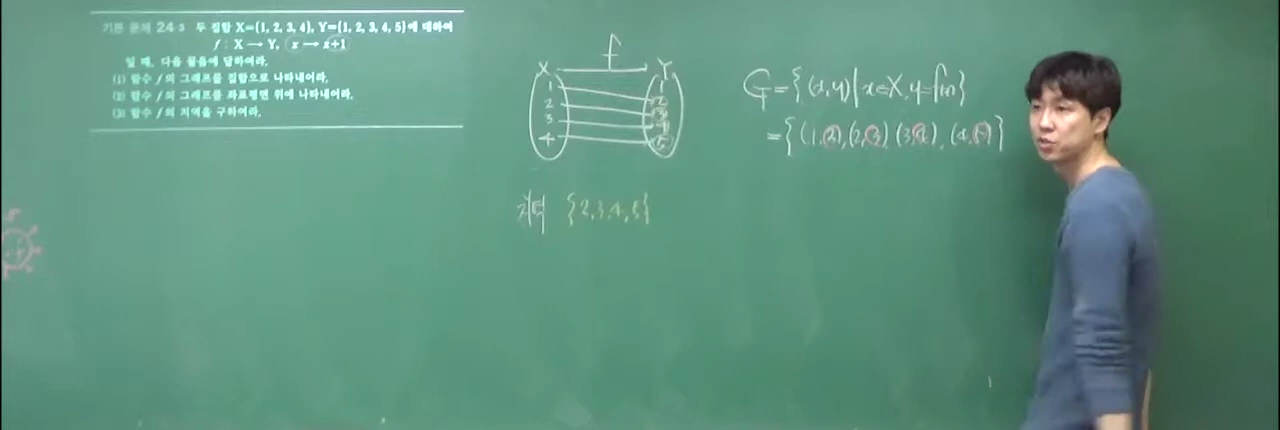 기본 문제 24·3 두 집합 X={1, 2, 3, 4}, Y={1, 2, 3, 4, 5}에 대하여
f : X → Y, x → x+1
일 때, 다음 물음에 답하여라.
(1) 함수 f의 그래프를 집합으로 나타내어라.
(2) 함수 f의 그래프를 좌표평면 위에 나타내어라.
(3) 함수 f의 치역을 구하여라.
f
X Y
1
2 2
3 3
4 4
5
치역 {2,3,4,5}
G={(x,y)|x∈X, y=f(x)}
={(1,2),(2,3) (3,4), (4,5)}